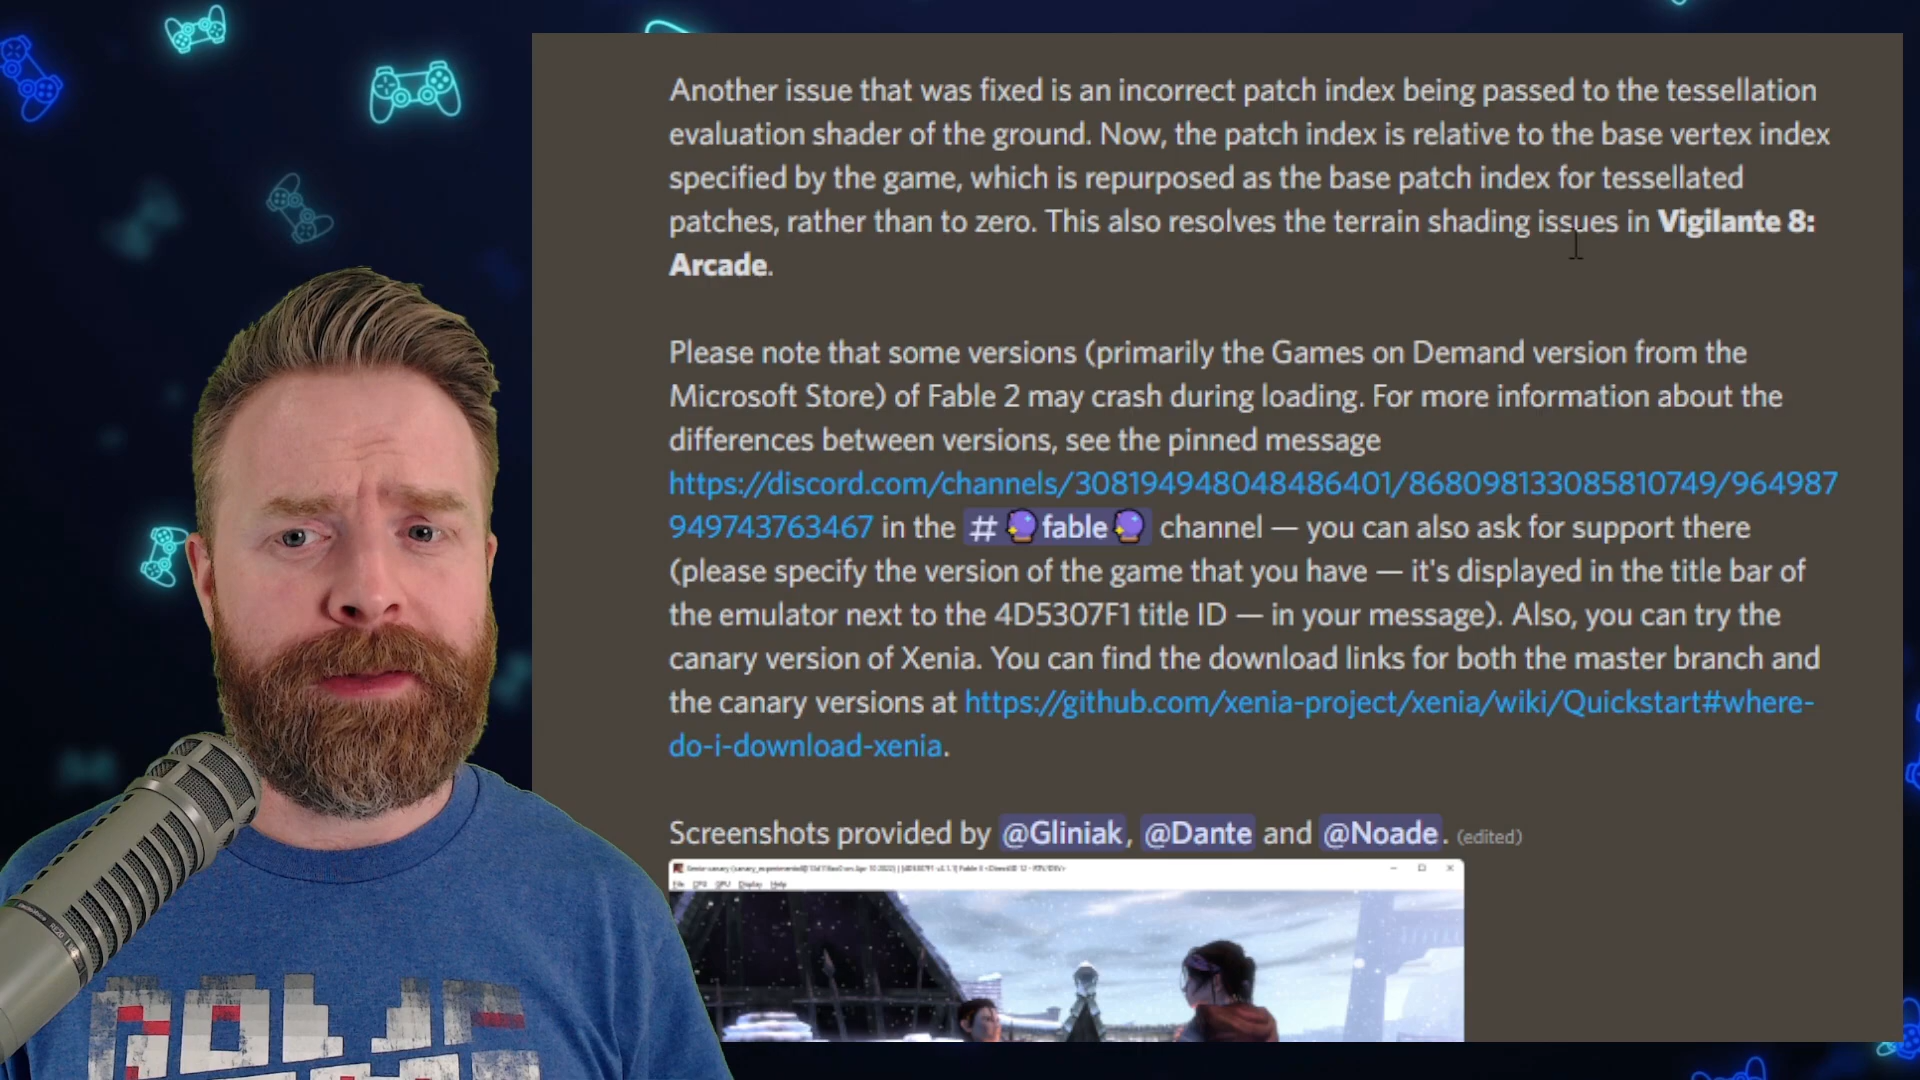 Another issue that was fixed is an incorrect patch index being passed to the tessellation
evaluation shader of the ground. Now, the patch index is relative to the base vertex index
specified by the game, which is repurposed as the base patch index for tessellated
patches, rather than to zero. This also resolves the terrain shading issues in Vigilante 8:
Arcade.
Please note that some versions (primarily the Games on Demand version from the
Microsoft Store) of Fable 2 may crash during loading. For more information about the
differences between versions, see the pinned message
https://discord.com/channels/308194948048486401/868098133085810749/964987
949743763467 in the #🔮fable🔮 channel — you can also ask for support there
(please specify the version of the game that you have — it's displayed in the title bar of
the emulator next to the 4D5307F1 title ID — in your message). Also, you can try the
canary version of Xenia. You can find the download links for both the master branch and
the canary versions at https://github.com/xenia-project/xenia/wiki/Quickstart#where-
do-i-download-xenia.
Screenshots provided by @Gliniak, @Dante and @Noade. (edited)
File CPU GPU Display Help